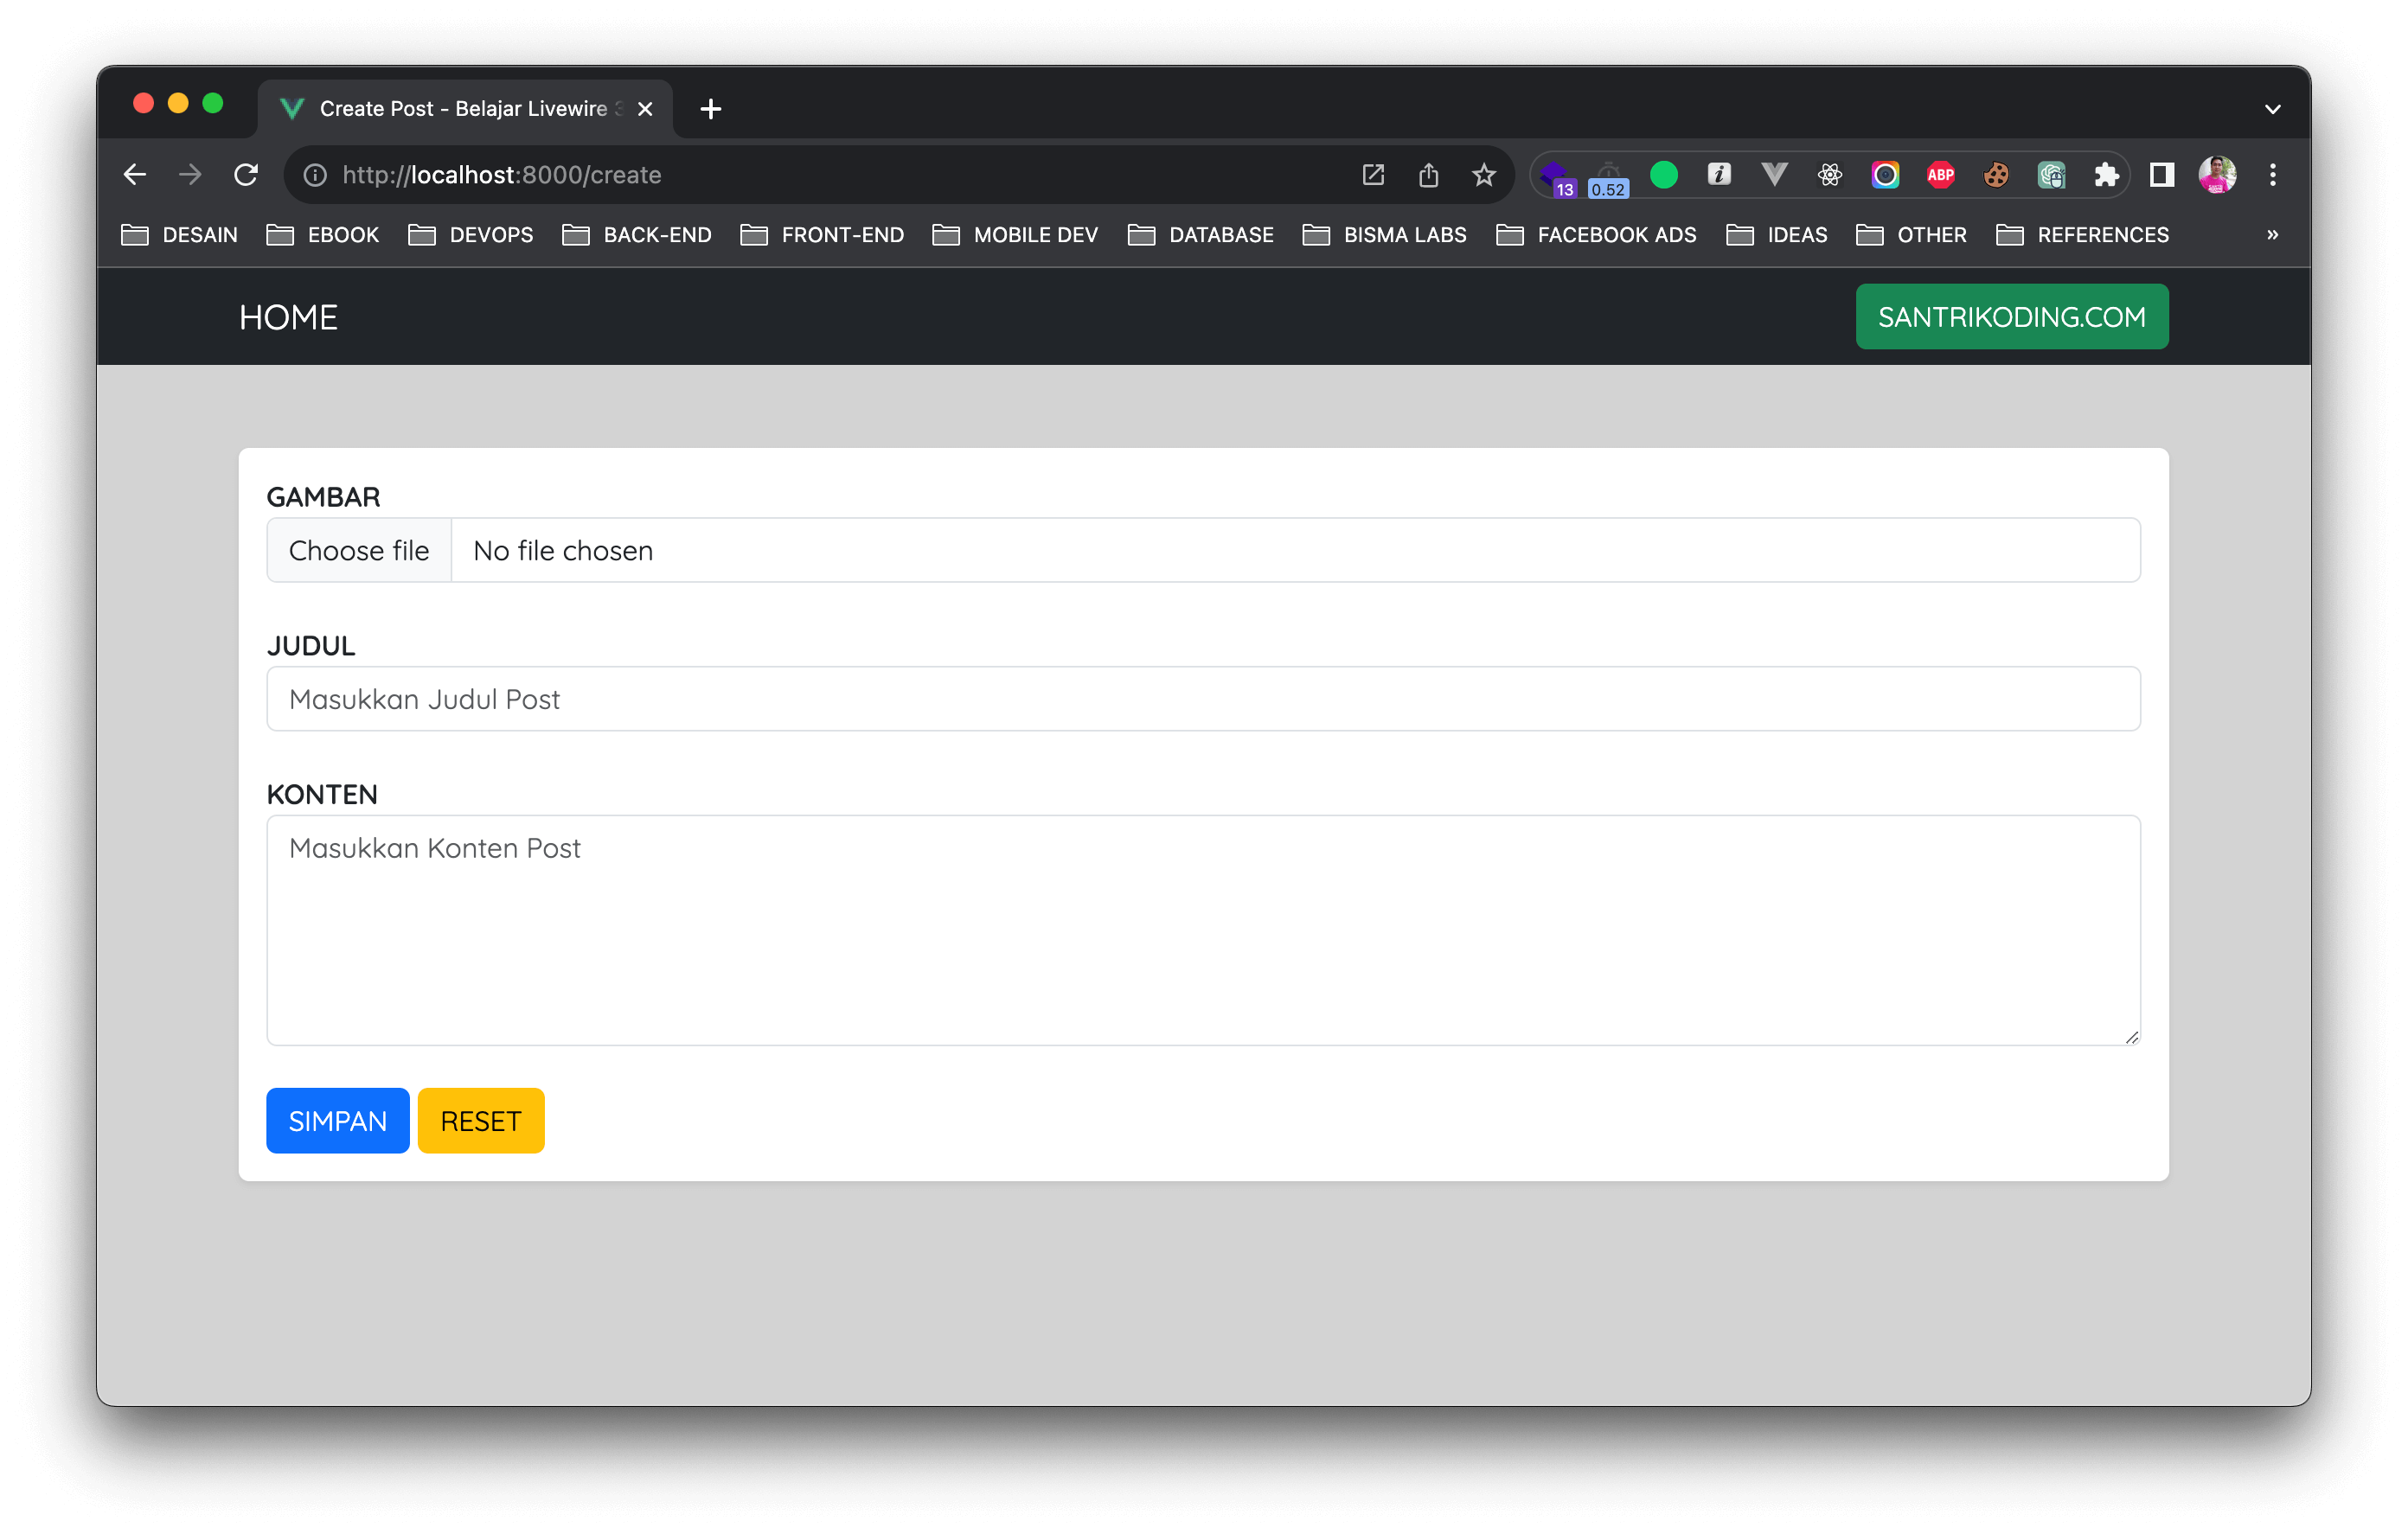 Create Post - Belajar Livewire 3
http://localhost:8000/create
13
0.52
i
ABP
DESAIN EBOOK DEVOPS BACK-END FRONT-END MOBILE DEV DATABASE BISMA LABS FACEBOOK ADS IDEAS OTHER REFERENCES »
HOME SANTRIKODING.COM
GAMBAR
Choose file No file chosen
JUDUL
Masukkan Judul Post
KONTEN
Masukkan Konten Post
SIMPAN RESET